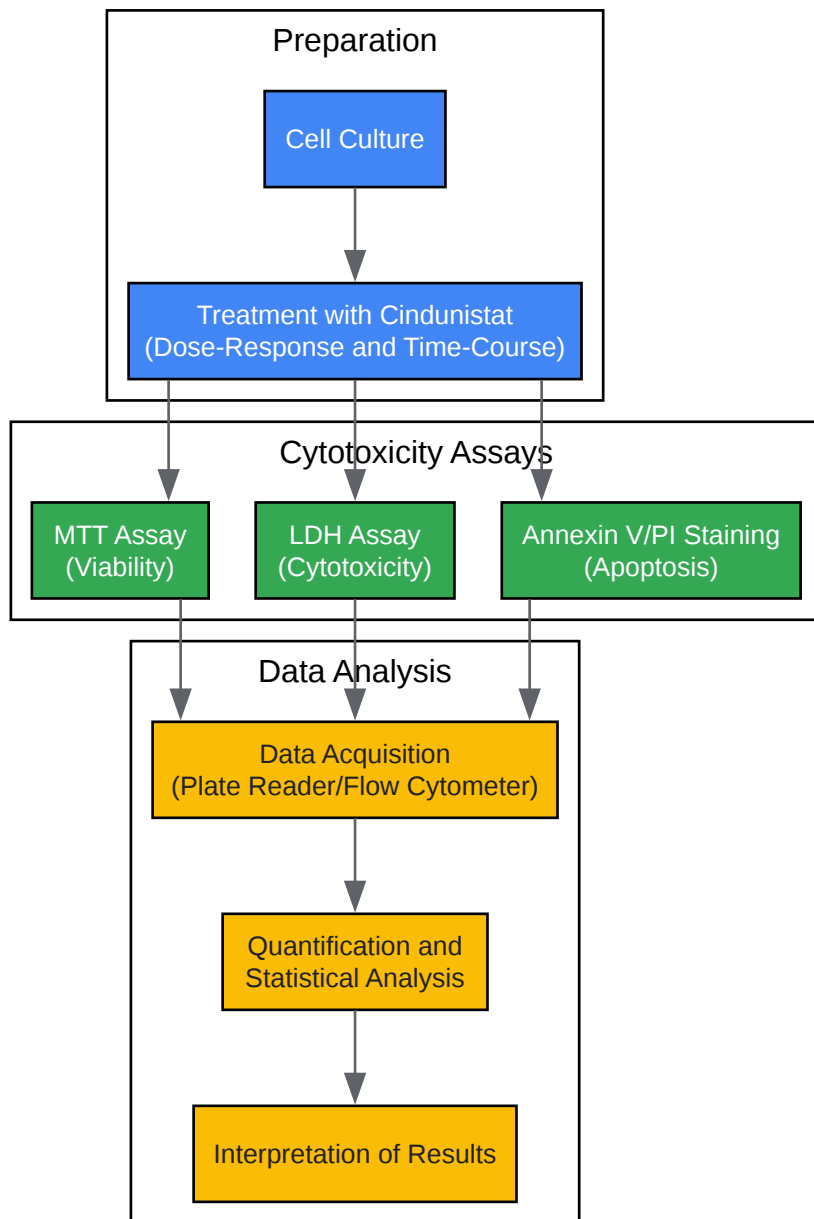 Preparation
Cell Culture
Treatment with Cindunistat
(Dose-Response and Time-Course)
Cytotoxicity Assays
MTT Assay
(Viability)
LDH Assay
(Cytotoxicity)
Annexin V/PI Staining
(Apoptosis)
Data Analysis
Data Acquisition
(Plate Reader/Flow Cytometer)
Quantification and
Statistical Analysis
Interpretation of Results